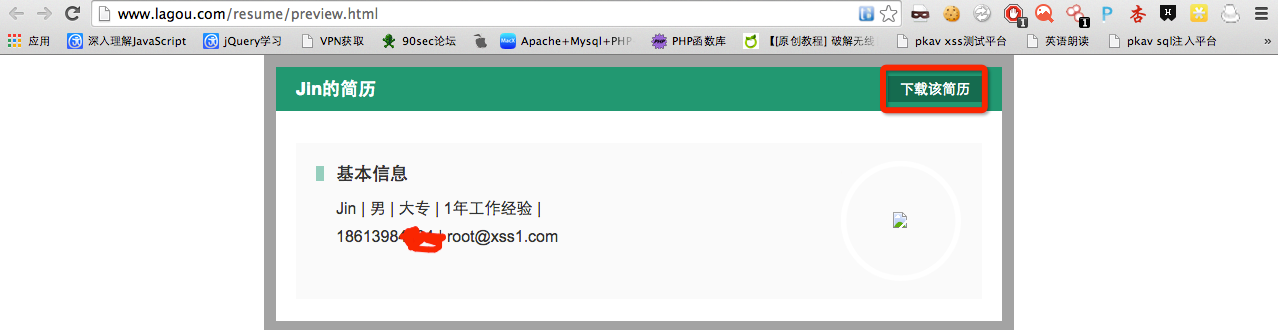 www.lagou.com/resume/preview.html
应用 深入理解JavaScript jQuery学习 VPN获取 90sec论坛 Apache+Mysql+PHP PHP函数库 【[原创教程] 破解无线 pkav xss测试平台 英语朗读 pkav sql注入平台 »
Jin的简历 下载该简历
基本信息
Jin | 男 | 大专 | 1年工作经验 |
18613984 | root@xss1.com